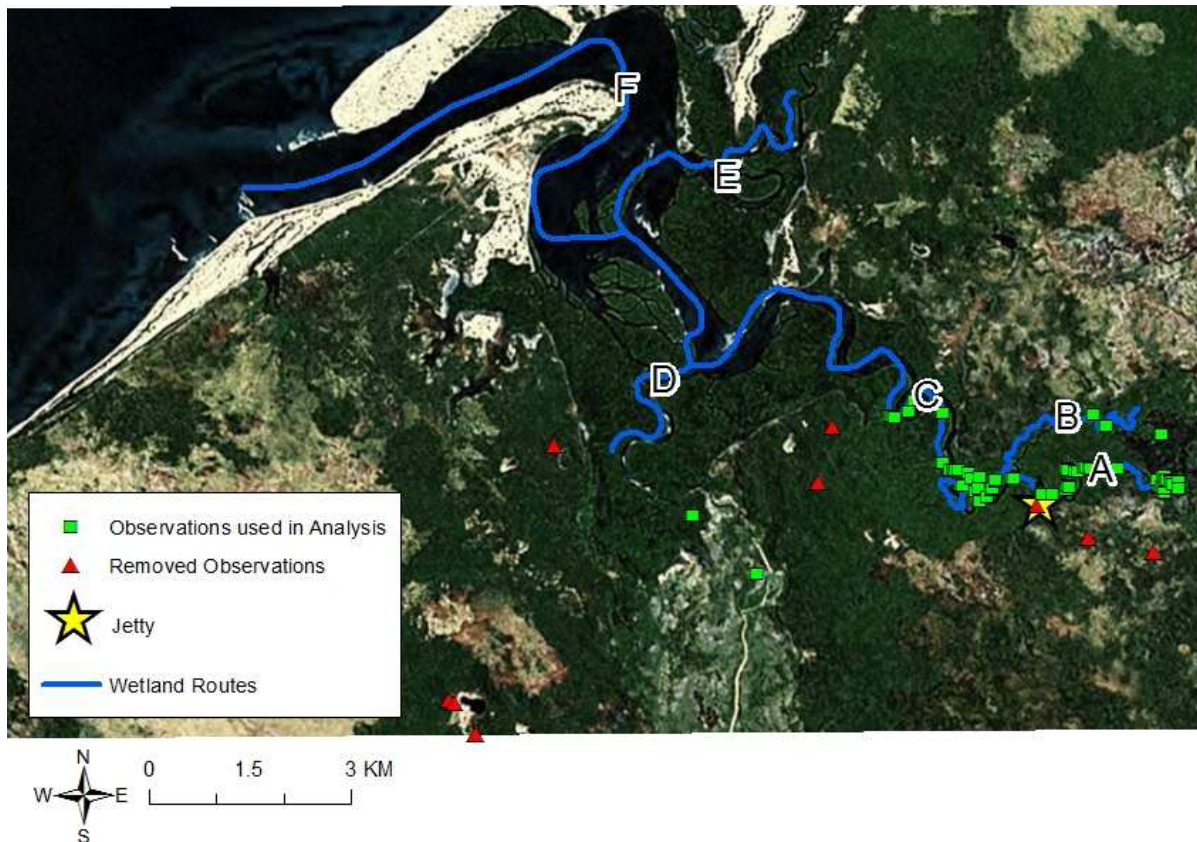 F
E
D
C
B
A
Observations used in Analysis
Removed Observations
Jetty
Wetland Routes
N
W E
S
0 1.5 3 KM